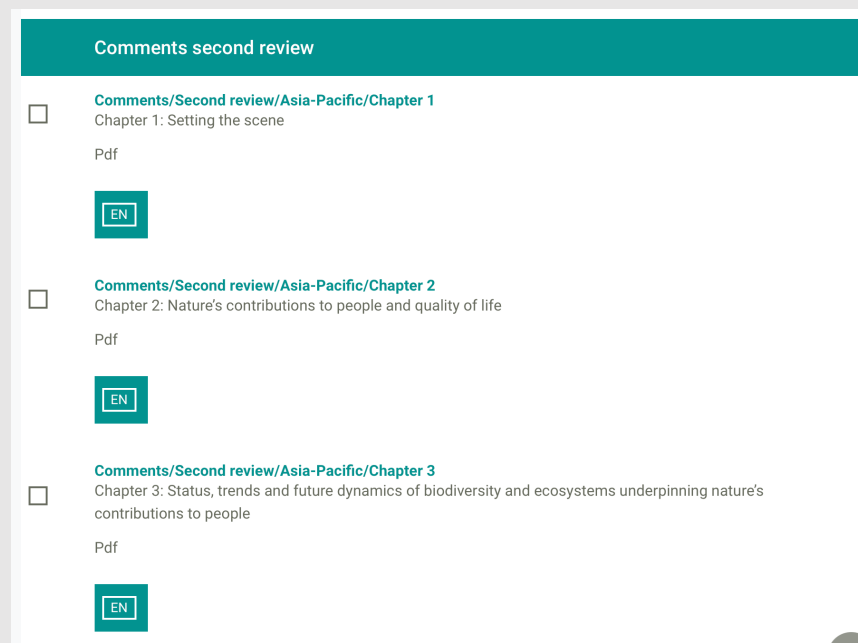 Comments second review
Comments/Second review/Asia-Pacific/Chapter 1
Chapter 1: Setting the scene
Pdf
EN
Comments/Second review/Asia-Pacific/Chapter 2
Chapter 2: Nature’s contributions to people and quality of life
Pdf
EN
Comments/Second review/Asia-Pacific/Chapter 3
Chapter 3: Status, trends and future dynamics of biodiversity and ecosystems underpinning nature’s
contributions to people
Pdf
EN